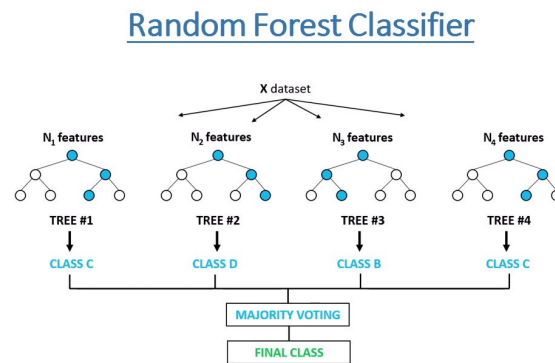 Random Forest Classifier
X dataset
N₁ features N₂ features N₃ features N₄ features
TREE #1 TREE #2 TREE #3 TREE #4
CLASS C CLASS D CLASS B CLASS C
MAJORITY VOTING
FINAL CLASS